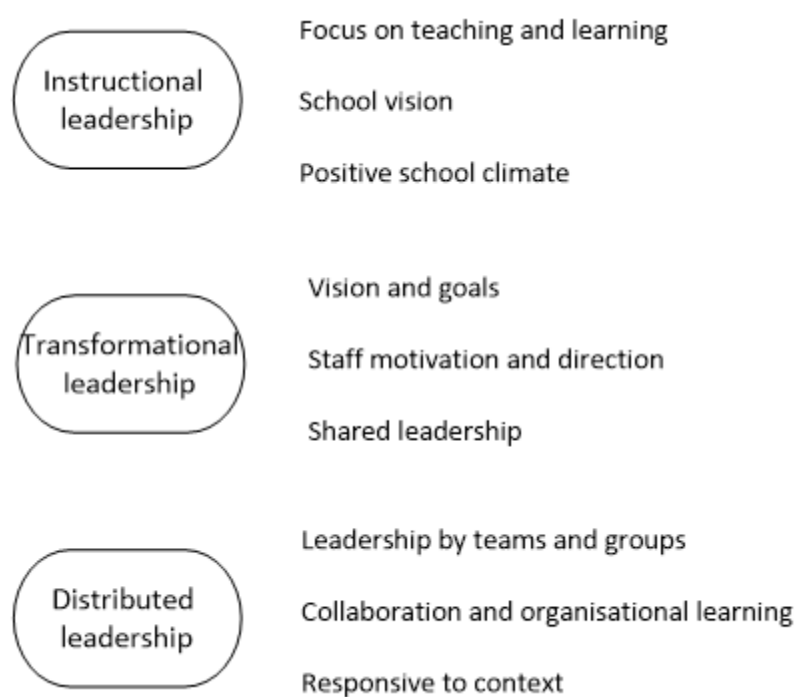 Instructional
leadership
Focus on teaching and learning
School vision
Positive school climate
Transformational
leadership
Vision and goals
Staff motivation and direction
Shared leadership
Distributed
leadership
Leadership by teams and groups
Collaboration and organisational learning
Responsive to context